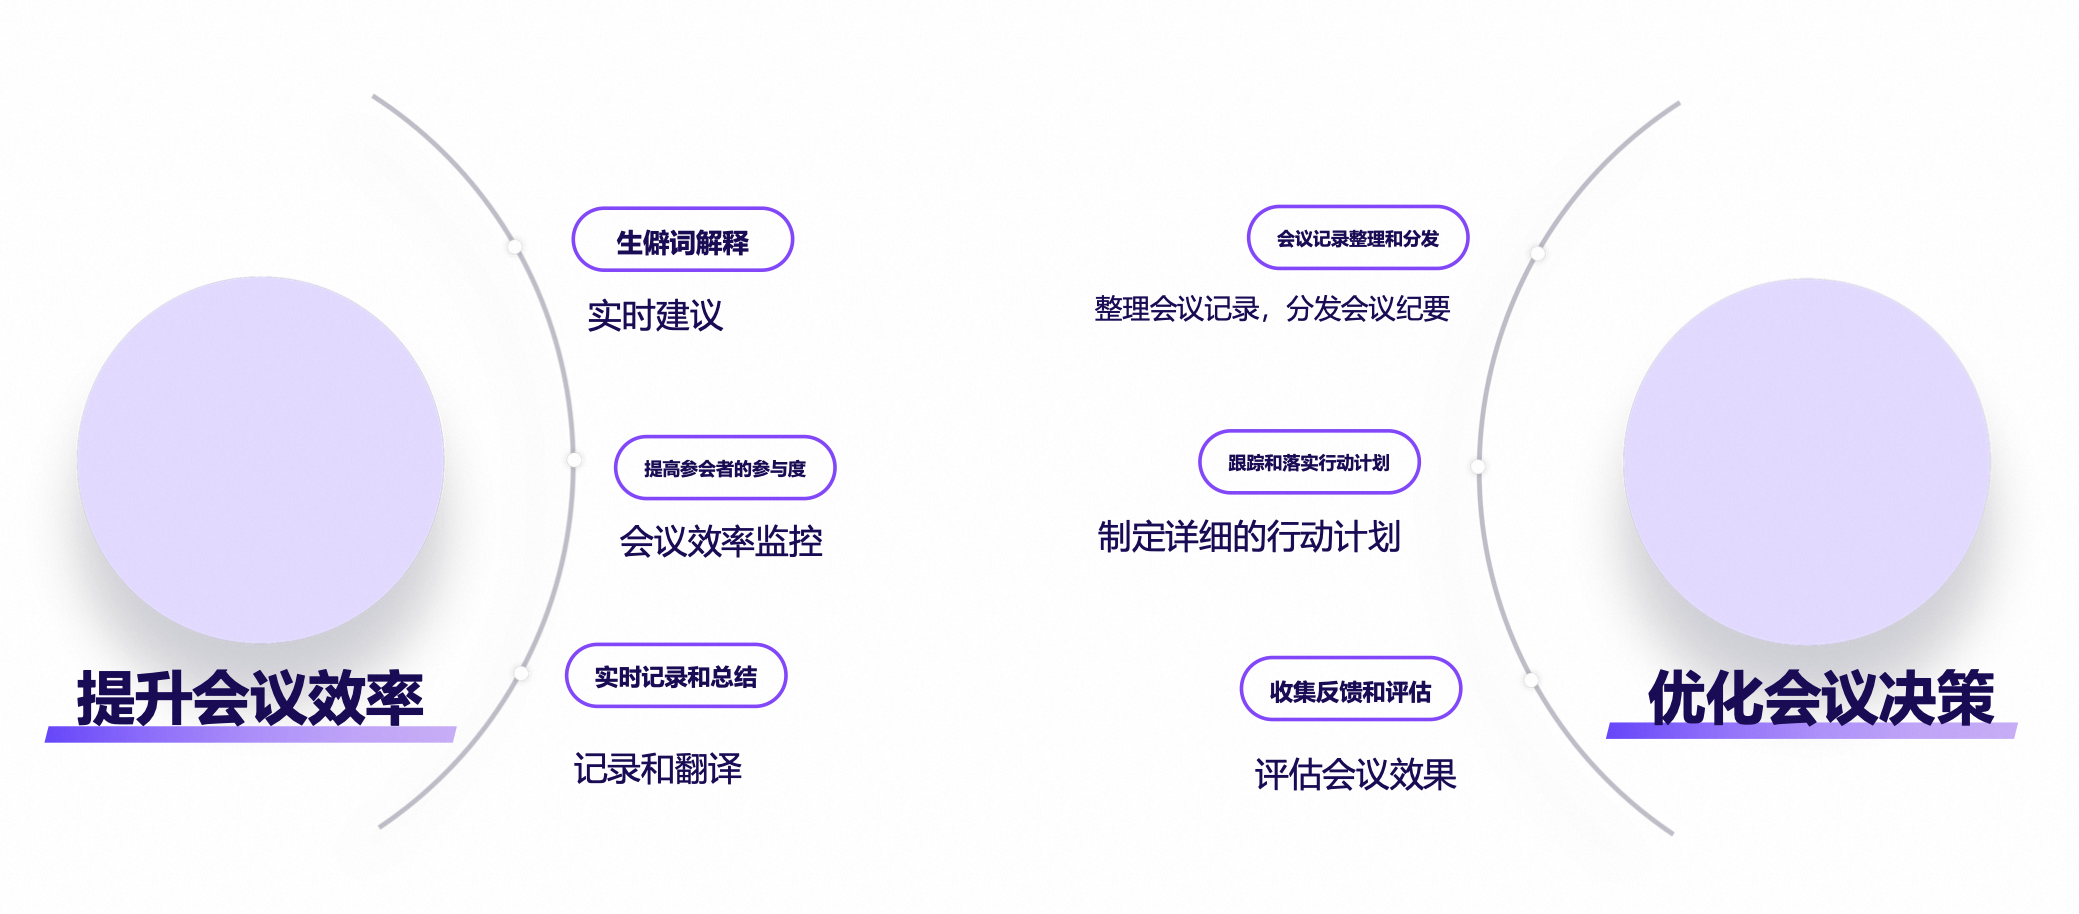 生僻词解释
实时建议
提高参会者的参与度
会议效率监控
实时记录和总结
记录和翻译
提升会议效率
会议记录整理和分发
整理会议记录，分发会议纪要
跟踪和落实行动计划
制定详细的行动计划
收集反馈和评估
评估会议效果
优化会议决策